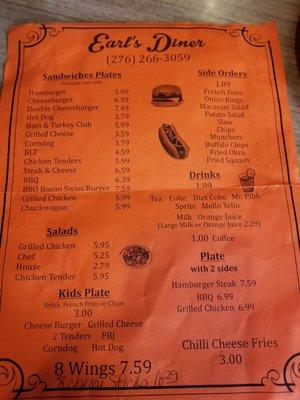 Earl's Diner
(276) 266-3059
Sandwiches Plates
includes one side
Hamburger 5.89
Cheeseburger 6.59
Double Cheeseburger 7.49
Hot Dog 3.79
Ham & Turkey Club 5.99
Grilled Cheese 3.59
Corndog 3.79
BLT 4.59
Chicken Tenders 5.99
Steak & Cheese 6.59
BBQ 6.39
BBQ Bacon Swiss Burger 7.59
Grilled Chicken 5.99
Chuckwagon 5.99
Salads
Grilled Chicken 5.95
Chef 5.25
House 2.79
Chicken Tender 5.95
Kids Plate
Drink, French Fries or Chips
3.00
Cheese Burger Grilled Cheese
2 Tenders PBJ
Corndog Hot Dog
8 Wings 7.59
8 cheese Sticks 6.29
Side Orders
1.89
French Fries
Onion Rings
Macaroni Salad
Potato Salad
Slaw
Chips
Munchers
Buffalo Chips
Fried Okra
Fried Squash
Drinks
1.89
Tea Coke Diet Coke Mr. Pibb
Sprite Mello Yello
Milk Orange Juice
(Large Milk or Orange Juice 2.29)
1.00 Coffee
Plate
with 2 sides
Hamburger Steak 7.59
BBQ 6.99
Grilled Chicken 6.99
Chilli Cheese Fries
3.00